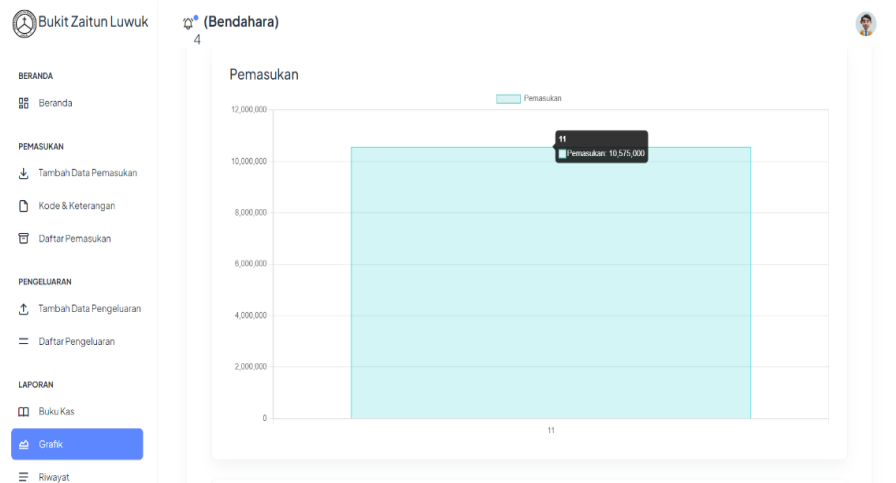 Bukit Zaitun Luwuk
(Bendahara)
4
BERANDA
Beranda
PEMASUKAN
Tambah Data Pemasukan
Kode & Keterangan
Daftar Pemasukan
PENGELUARAN
Tambah Data Pengeluaran
Daftar Pengeluaran
LAPORAN
Buku Kas
Grafik
Riwayat
Pemasukan
Pemasukan
12,000,000
10,000,000
8,000,000
6,000,000
4,000,000
2,000,000
0
11
Pemasukan: 10,575,000
11